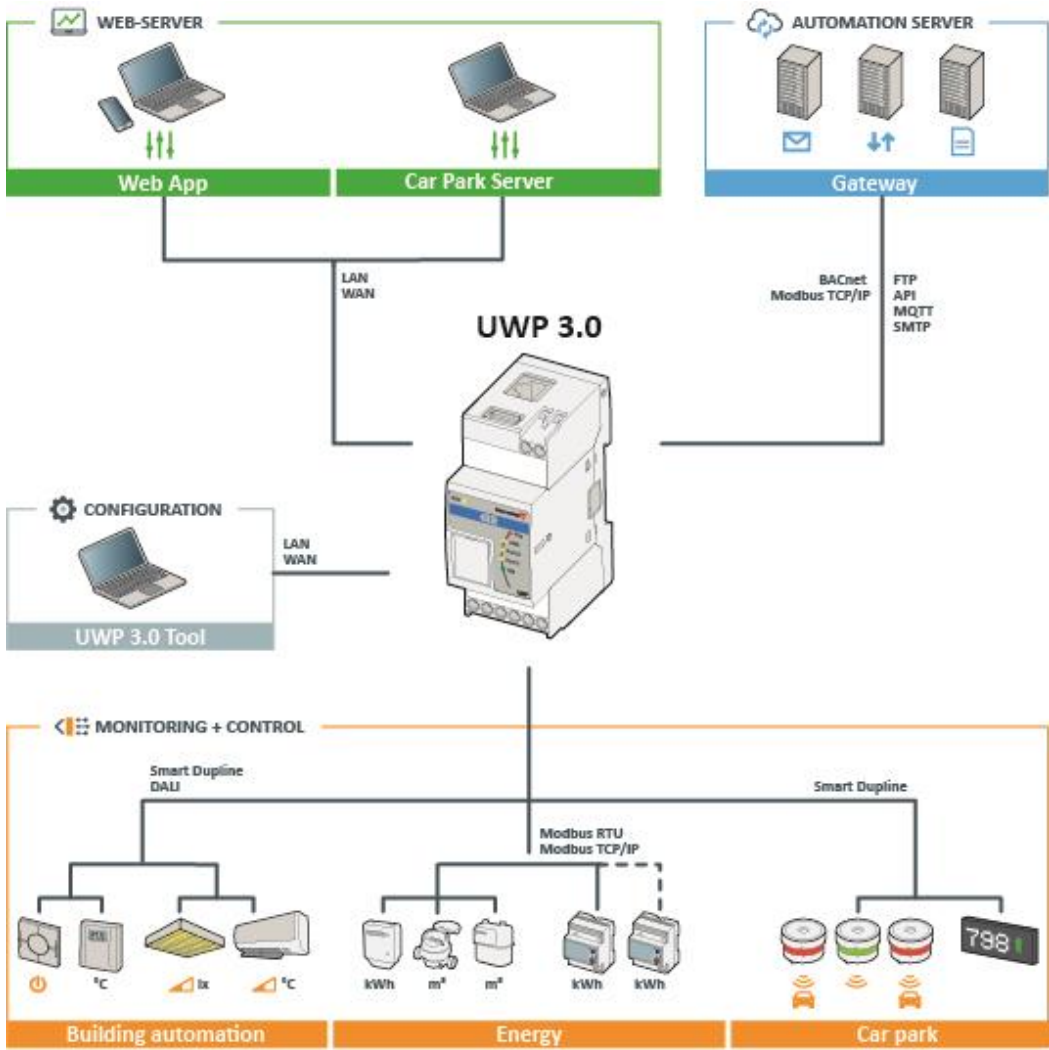 WEB-SERVER
Web App
Car Park Server
AUTOMATION SERVER
Gateway
LAN
WAN
BACnet
Modbus TCP/IP
FTP
API
MQTT
SMTP
UWP 3.0
CONFIGURATION
UWP 3.0 Tool
LAN
WAN
MONITORING + CONTROL
Smart Dupline
DALI
Smart Dupline
Modbus RTU
Modbus TCP/IP
798
°C
lx
°C
kWh
m³
m³
kWh
kWh
Building automation
Energy
Car park